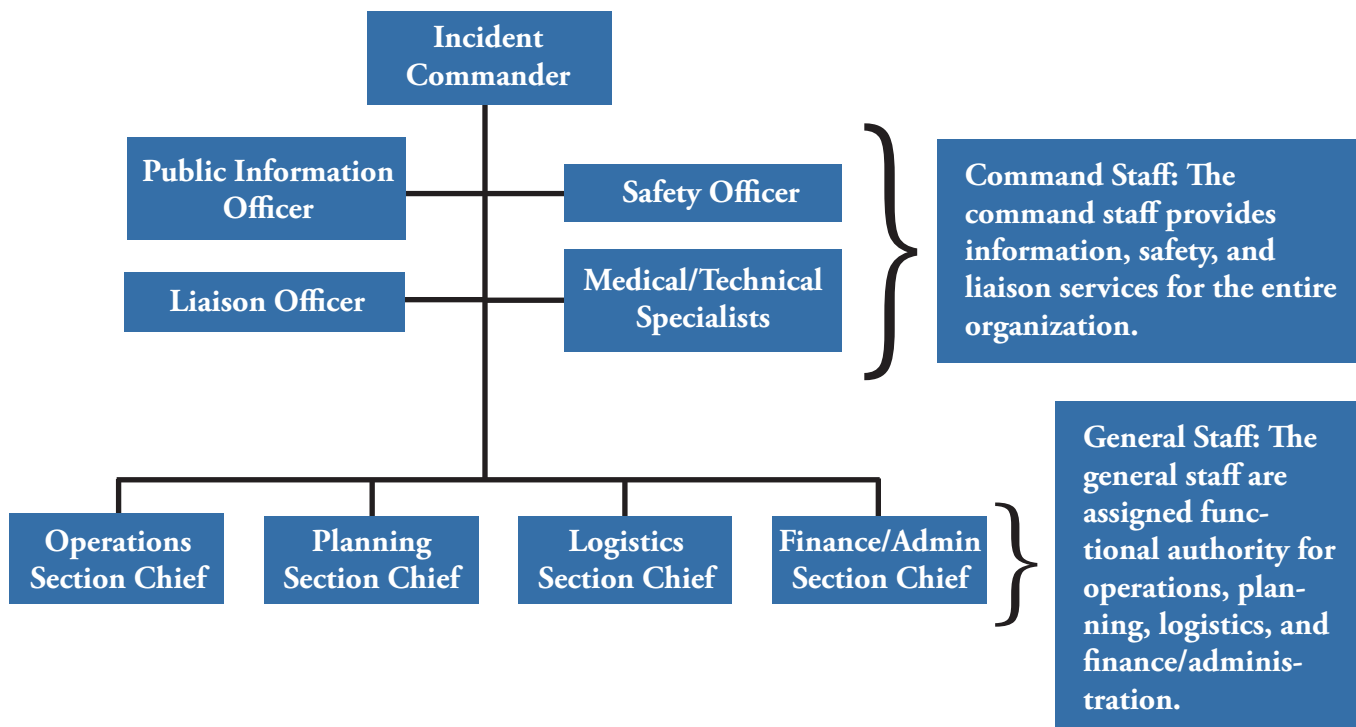 Incident
Commander
Public Information
Officer
Safety Officer
Liaison Officer
Medical/Technical
Specialists
Command Staff: The
command staff provides
information, safety, and
liaison services for the entire
organization.
Operations
Section Chief
Planning
Section Chief
Logistics
Section Chief
Finance/Admin
Section Chief
General Staff: The
general staff are
assigned func-
tional authority for
operations, plan-
ning, logistics, and
finance/adminis-
tration.